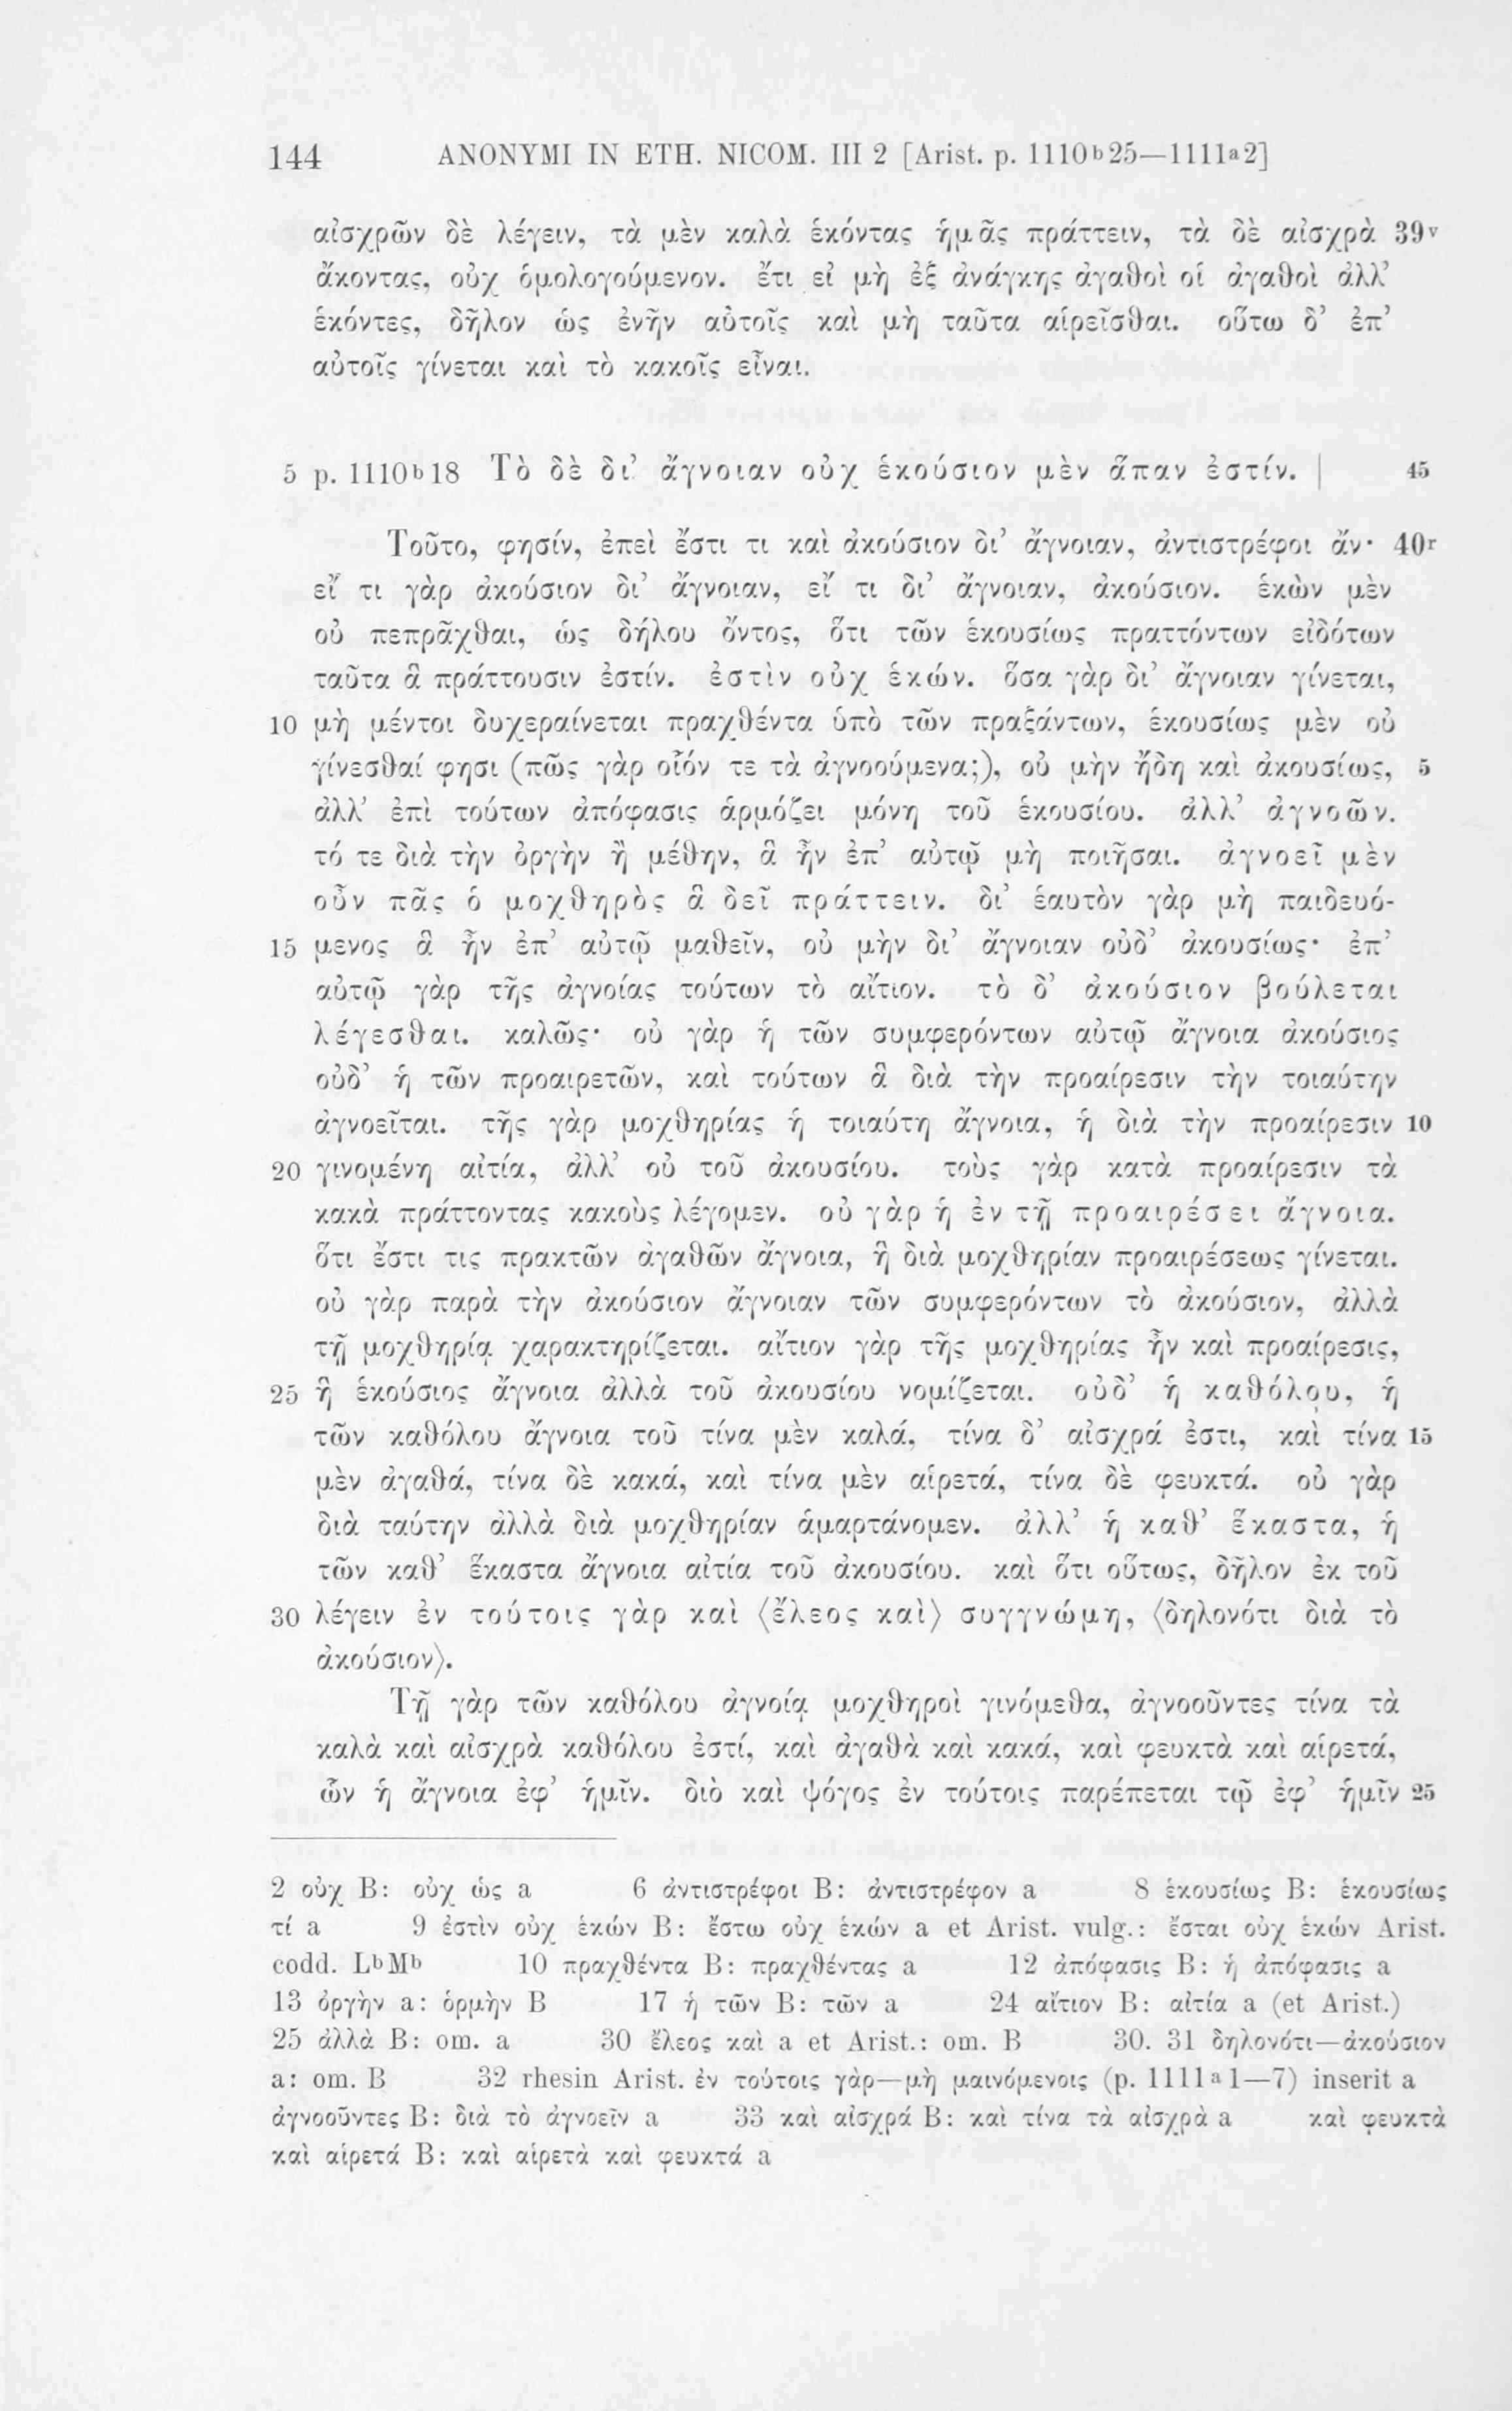 144 ANONYMI IN ETH. NICOM. III 2 [Arist. p. 1110b25—1111a2]
αἰσχρῶν δὲ λέγειν, τὰ μὲν καλὰ ἑκόντας ἡμᾶς πράττειν, τὰ δὲ αἰσχρὰ 39v
ἄκοντας, οὐχ ὁμολογούμενον. ἔτι εἰ μὴ ἐξ ἀνάγκης ἀγαθοὶ οἱ ἀγαθοὶ ἀλλ’
ἑκόντες, δῆλον ὡς ἐνῆν αὐτοῖς καὶ μὴ ταῦτα αἱρεῖσθαι. οὕτω δ’ ἐπ’
αὐτοῖς γίνεται καὶ τὸ κακοῖς εἶναι.
5 p. 1110b18 Τὸ δὲ δι’ ἄγνοιαν οὐχ ἑκούσιον μὲν ἅπαν ἐστίν. | 45
Τοῦτο, φησίν, ἐπεὶ ἔστι τι καὶ ἀκούσιον δι’ ἄγνοιαν, ἀντιστρέφοι ἄν· 40r
εἴ τι γὰρ ἀκούσιον δι’ ἄγνοιαν, εἴ τι δι’ ἄγνοιαν, ἀκούσιον. ἑκὼν μὲν
οὐ πεπρᾶχθαι, ὡς δήλου ὄντος, ὅτι τῶν ἑκουσίως πραττόντων εἰδότων
ταῦτα ἃ πράττουσιν ἐστίν. ἐστὶν οὐχ ἑκών. ὅσα γὰρ δι’ ἄγνοιαν γίνεται,
10 μὴ μέντοι δυχεραίνεται πραχθέντα ὑπὸ τῶν πραξάντων, ἑκουσίως μὲν οὐ
γίνεσθαί φησι (πῶς γὰρ οἷόν τε τὰ ἀγνοούμενα;), οὐ μὴν ἤδη καὶ ἀκουσίως, 5
ἀλλ’ ἐπὶ τούτων ἀπόφασις ἁρμόζει μόνη τοῦ ἑκουσίου. ἀλλ’ ἀγνοῶν.
τό τε διὰ τὴν ὀργὴν ἢ μέθην, ἃ ἦν ἐπ’ αὐτῷ μὴ ποιῆσαι. ἀγνοεῖ μὲν
οὖν πᾶς ὁ μοχθηρὸς ἃ δεῖ πράττειν. δι’ ἑαυτὸν γὰρ μὴ παιδευό-
15 μενος ἃ ἦν ἐπ’ αὐτῷ μαθεῖν, οὐ μὴν δι’ ἄγνοιαν οὐδ’ ἀκουσίως· ἐπ’
αὐτῷ γὰρ τῆς ἀγνοίας τούτων τὸ αἴτιον. τὸ δ’ ἀκούσιον βούλεται
λέγεσθαι. καλῶς· οὐ γὰρ ἡ τῶν συμφερόντων αὐτῷ ἄγνοια ἀκούσιος
οὐδ’ ἡ τῶν προαιρετῶν, καὶ τούτων ἃ διὰ τὴν προαίρεσιν τὴν τοιαύτην
ἀγνοεῖται. τῆς γὰρ μοχθηρίας ἡ τοιαύτη ἄγνοια, ἡ διὰ τὴν προαίρεσιν 10
20 γινομένη αἰτία, ἀλλ’ οὐ τοῦ ἀκουσίου. τοὺς γὰρ κατὰ προαίρεσιν τὰ
κακὰ πράττοντας κακοὺς λέγομεν. οὐ γὰρ ἡ ἐν τῇ προαιρέσει ἄγνοια.
ὅτι ἔστι τις πρακτῶν ἀγαθῶν ἄγνοια, ἣ διὰ μοχθηρίαν προαιρέσεως γίνεται.
οὐ γὰρ παρὰ τὴν ἀκούσιον ἄγνοιαν τῶν συμφερόντων τὸ ἀκούσιον, ἀλλὰ
τῇ μοχθηρίᾳ χαρακτηρίζεται. αἴτιον γὰρ τῆς μοχθηρίας ἦν καὶ προαίρεσις,
25 ἣ ἑκούσιος ἄγνοια ἀλλὰ τοῦ ἀκουσίου νομίζεται. οὐδ’ ἡ καθόλου, ἡ
τῶν καθόλου ἄγνοια τοῦ τίνα μὲν καλά, τίνα δ’ αἰσχρά ἐστι, καὶ τίνα 15
μὲν ἀγαθά, τίνα δὲ κακά, καὶ τίνα μὲν αἱρετά, τίνα δὲ φευκτά. οὐ γὰρ
διὰ ταύτην ἀλλὰ διὰ μοχθηρίαν ἁμαρτάνομεν. ἀλλ’ ἡ καθ’ ἕκαστα, ἡ
τῶν καθ’ ἕκαστα ἄγνοια αἰτία τοῦ ἀκουσίου. καὶ ὅτι οὕτως, δῆλον ἐκ τοῦ
30 λέγειν ἐν τούτοις γὰρ καὶ ⟨ἔλεος καὶ⟩ συγγνώμη, ⟨δηλονότι διὰ τὸ
ἀκούσιον⟩.
Τῇ γὰρ τῶν καθόλου ἀγνοίᾳ μοχθηροὶ γινόμεθα, ἀγνοοῦντες τίνα τὰ
καλὰ καὶ αἰσχρὰ καθόλου ἐστί, καὶ ἀγαθὰ καὶ κακά, καὶ φευκτὰ καὶ αἱρετά,
ὧν ἡ ἄγνοια ἐφ’ ἡμῖν. διὸ καὶ ψόγος ἐν τούτοις παρέπεται τῷ ἐφ’ ἡμῖν 25
2 οὐχ B: οὐχ ὡς a 6 ἀντιστρέφοι B: ἀντιστρέφον a 8 ἑκουσίως B: ἑκουσίως
τί a 9 ἐστὶν οὐχ ἑκών B: ἔστω οὐχ ἑκών a et Arist. vulg.: ἔσται οὐχ ἑκών Arist.
codd. LbMb 10 πραχθέντα B: πραχθέντας a 12 ἀπόφασις B: ἡ ἀπόφασις a
13 ὀργὴν a: ὁρμὴν B 17 ἡ τῶν B: τῶν a 24 αἴτιον B: αἰτία a (et Arist.)
25 ἀλλὰ B: om. a 30 ἔλεος καὶ a et Arist.: om. B 30. 31 δηλονότι—ἀκούσιον
a: om. B 32 rhesin Arist. ἐν τούτοις γὰρ—μὴ μαινόμενοις (p. 1111a1—7) inserit a
ἀγνοοῦντες B: διὰ τὸ ἀγνοεῖν a 33 καὶ αἰσχρά B: καὶ τίνα τὰ αἰσχρὰ a καὶ φευκτὰ
καὶ αἱρετά B: καὶ αἱρετὰ καὶ φευκτά a